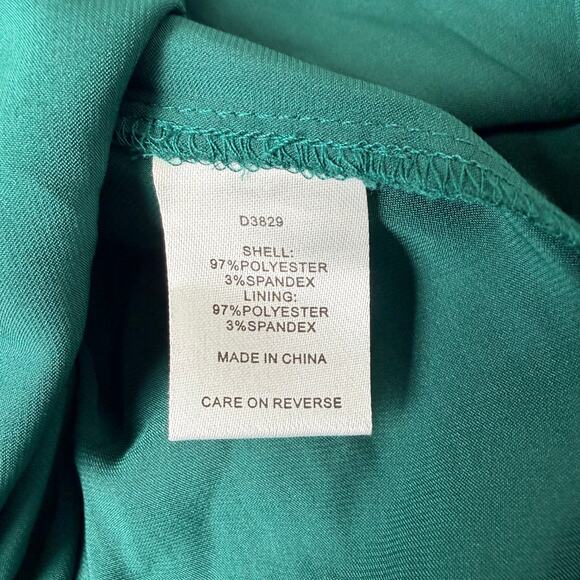 D3829
SHELL:
97%POLYESTER
3%SPANDEX
LINING:
97%POLYESTER
3%SPANDEX
MADE IN CHINA
CARE ON REVERSE